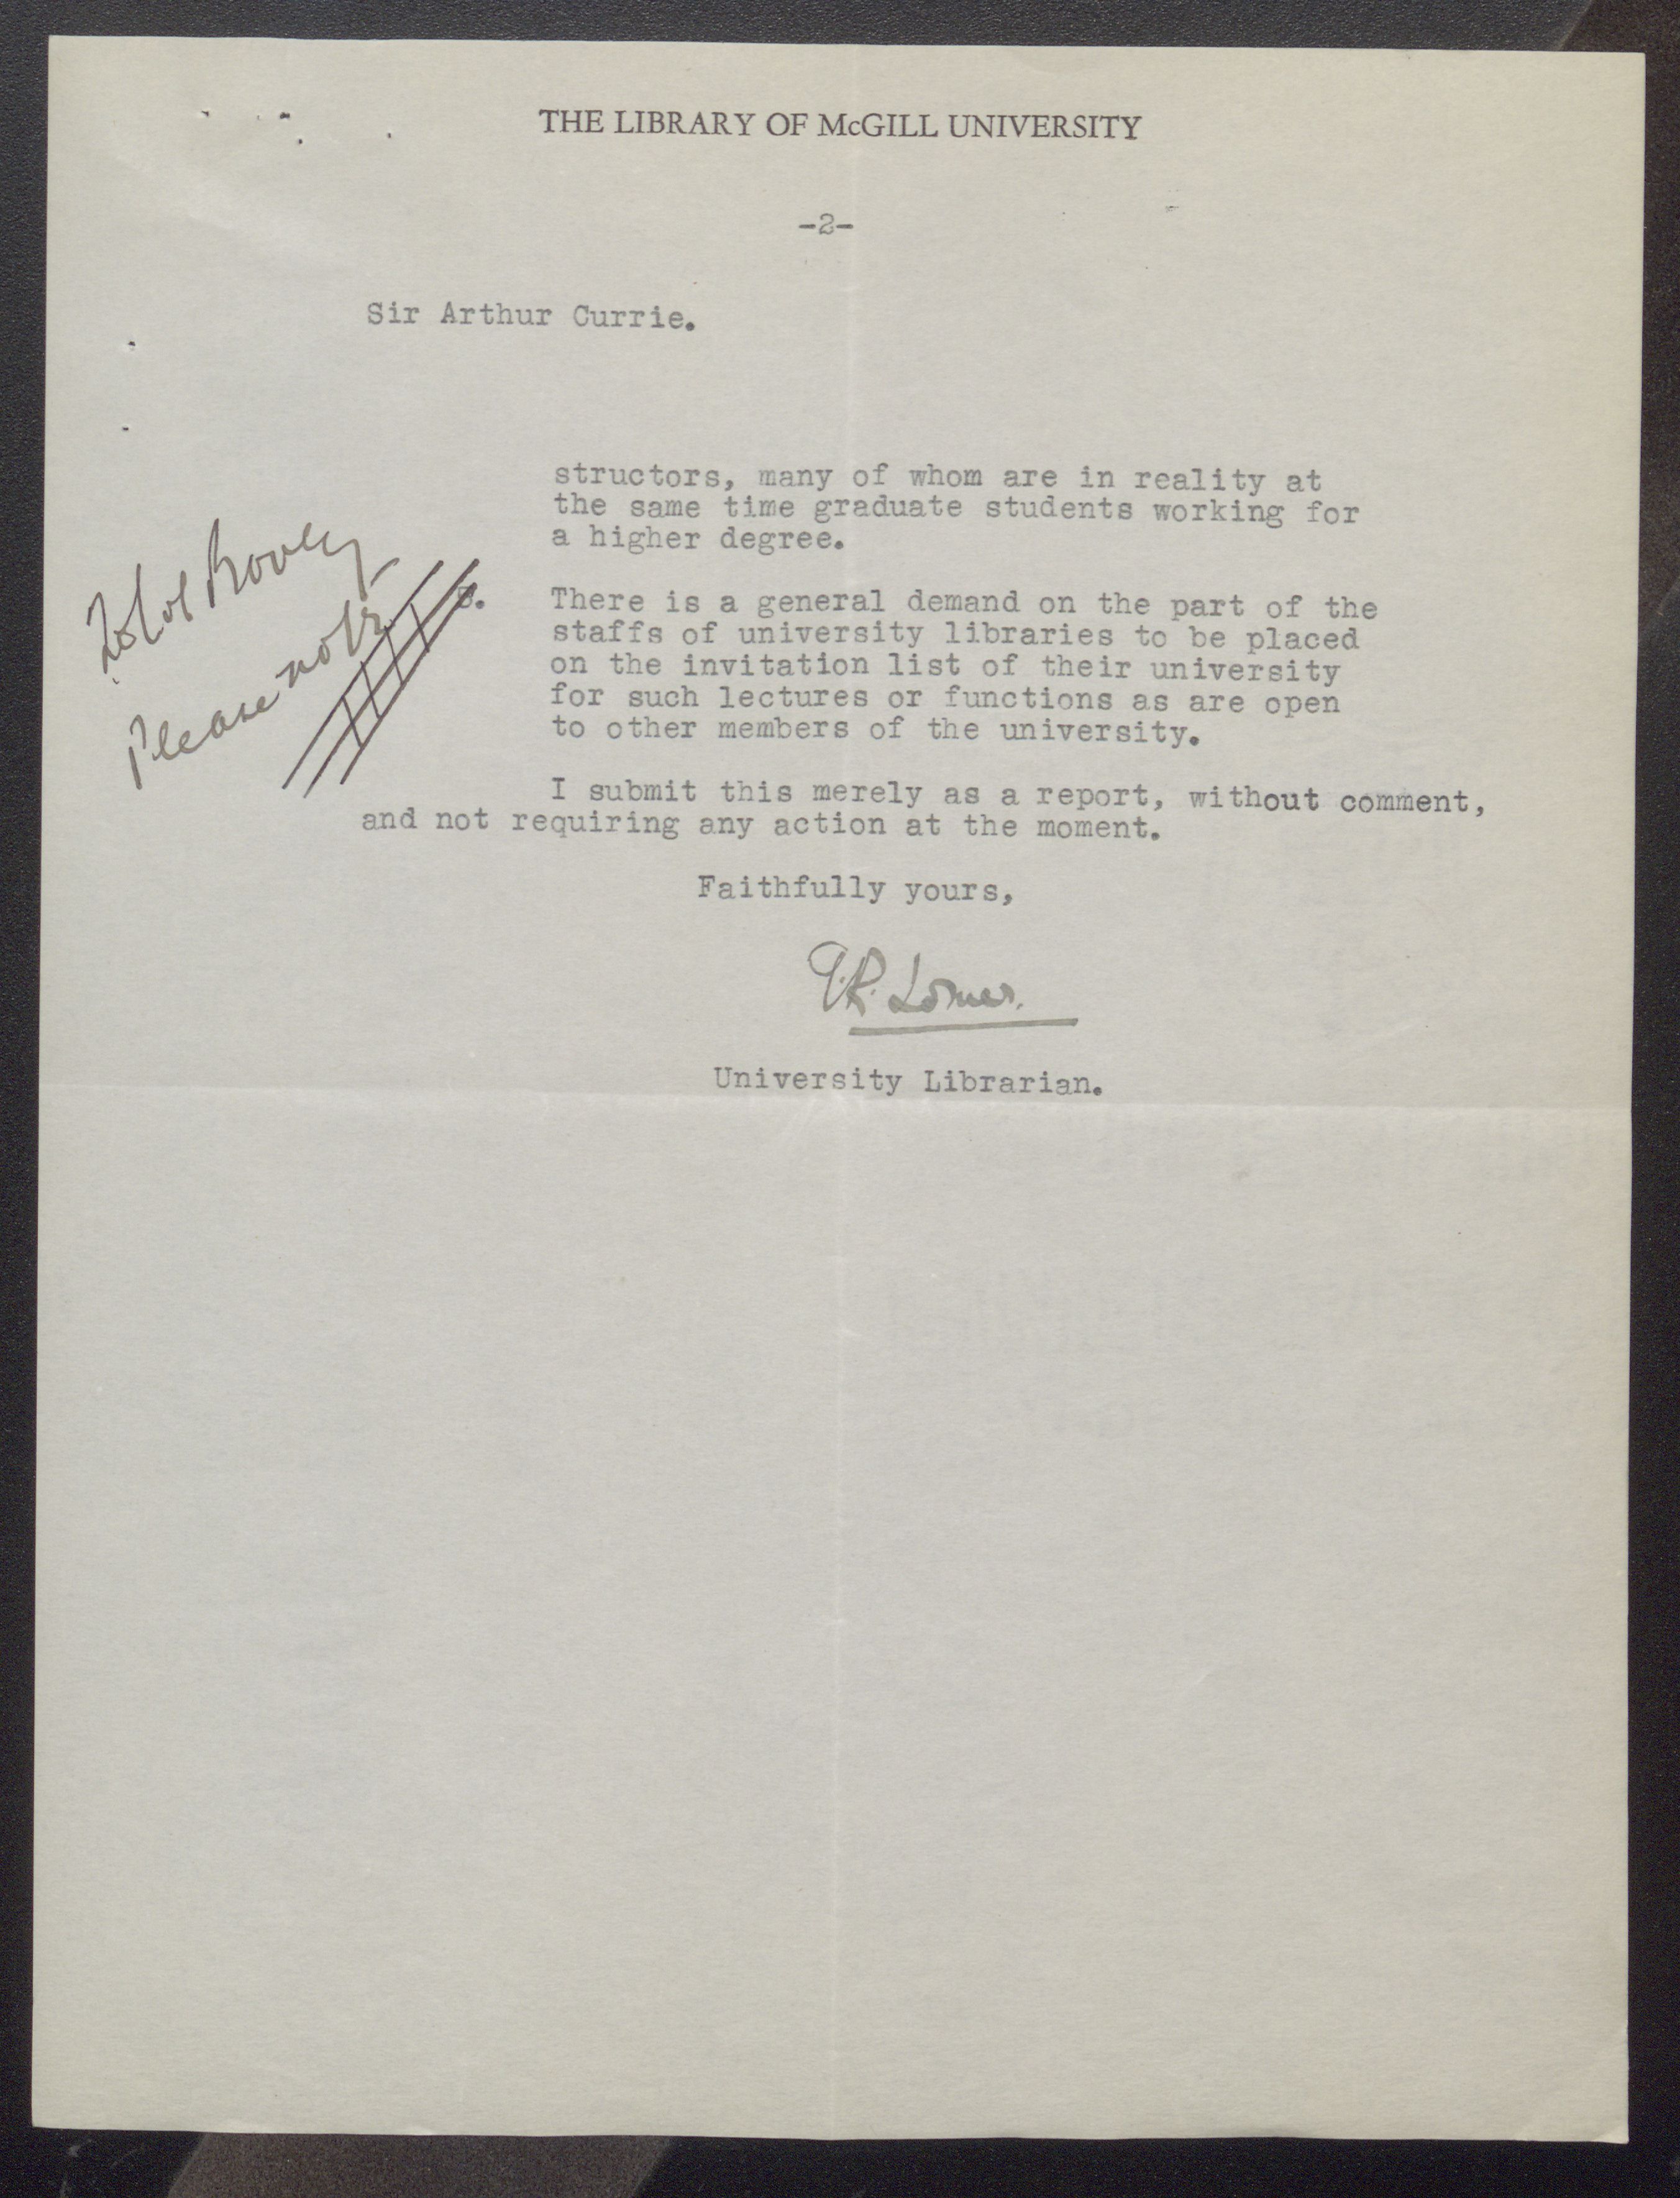 THE LIBRARY OF McGILL UNIVERSITY
-2-
Sir Arthur Currie.
structors, many of whom are in reality at
the same time graduate students working for
a higher degree.
There is a general demand on the part of the
staffs of university libraries to be placed
on the invitation list of their university
for such lectures or functions as are open
to other members of the university.
Please note
I submit this merely as a report, without comment,
and not requiring any action at the moment.
Faithfully yours,
G.R. Lomer.
University Librarian.